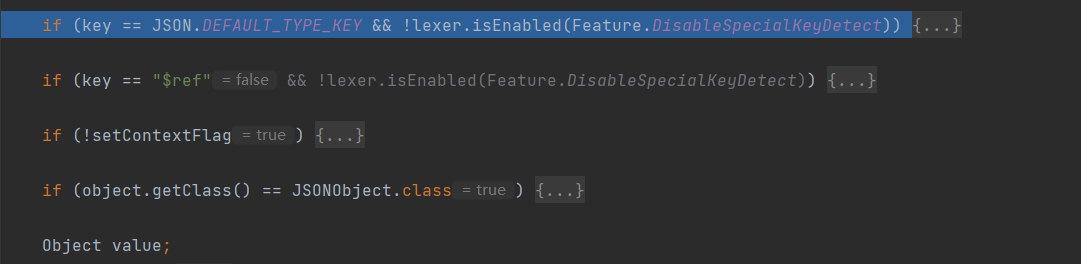 if (key == JSON.DEFAULT_TYPE_KEY && !lexer.isEnabled(Feature.DisableSpecialKeyDetect)) {...}
if (key == "$ref" = false && !lexer.isEnabled(Feature.DisableSpecialKeyDetect)) {...}
if (!setContextFlag = true ) {...}
if (object.getClass() == JSONObject.class = true ) {...}
Object value;